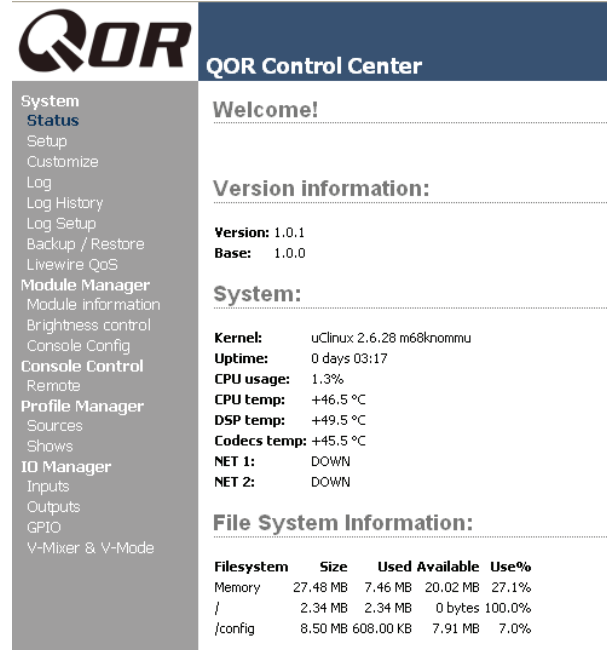 QOR
QOR Control Center
System
Status
Setup
Customize
Log
Log History
Log Setup
Backup / Restore
Livewire QoS
Module Manager
Module information
Brightness control
Console Config
Console Control
Remote
Profile Manager
Sources
Shows
IO Manager
Inputs
Outputs
GPIO
V-Mixer & V-Mode
Welcome!
Version information:
Version: 1.0.1
Base: 1.0.0
System:
Kernel: uClinux 2.6.28 m68knommu
Uptime: 0 days 03:17
CPU usage: 1.3%
CPU temp: +46.5 °C
DSP temp: +49.5 °C
Codecs temp: +45.5 °C
NET 1: DOWN
NET 2: DOWN
File System Information:
Filesystem Size Used Available Use%
Memory 27.48 MB 7.46 MB 20.02 MB 27.1%
/ 2.34 MB 2.34 MB 0 bytes 100.0%
/config 8.50 MB 608.00 KB 7.91 MB 7.0%